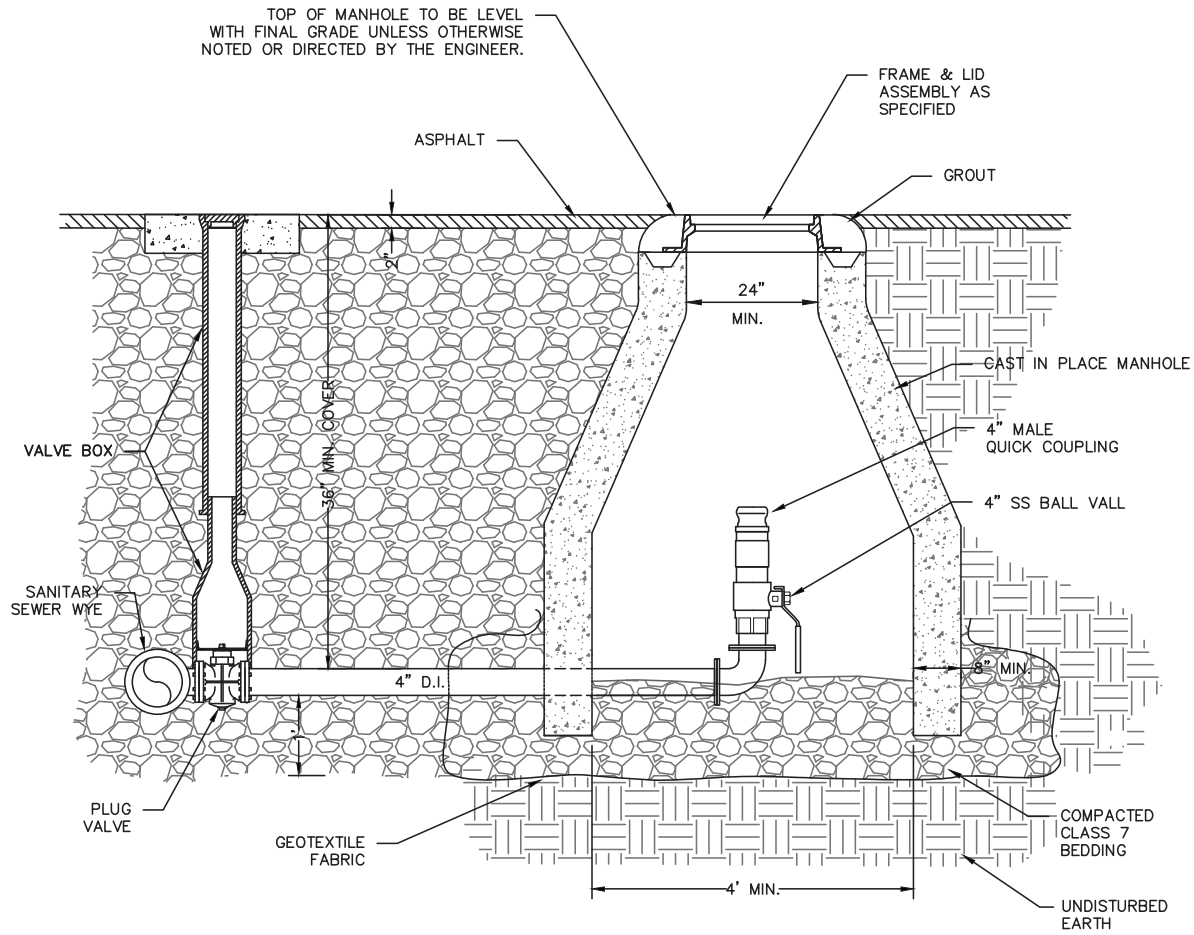 TOP OF MANHOLE TO BE LEVEL
WITH FINAL GRADE UNLESS OTHERWISE
NOTED OR DIRECTED BY THE ENGINEER.
FRAME & LID
ASSEMBLY AS
SPECIFIED
ASPHALT
GROUT
2"
24"
MIN.
36" MIN. COVER
CAST IN PLACE MANHOLE
4" MALE
QUICK COUPLING
VALVE BOX
4" SS BALL VALL
SANITARY
SEWER WYE
8" MIN.
4" D.I.
1'
PLUG
VALVE
GEOTEXTILE
FABRIC
COMPACTED
CLASS 7
BEDDING
4' MIN.
UNDISTURBED
EARTH